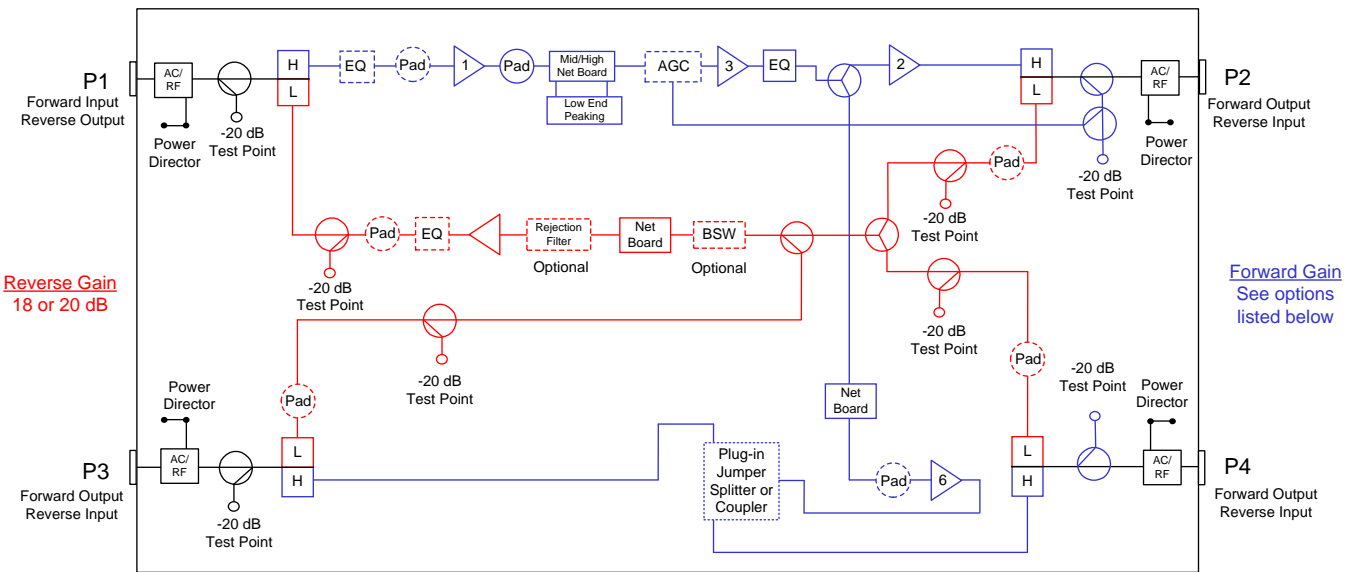 P1
Forward Input
Reverse Output
AC/
RF
Power
Director
-20 dB
Test Point
H
L
EQ
Pad
1
Pad
Mid/High
Net Board
Low End
Peaking
AGC
3
EQ
2
H
L
AC/
RF
P2
Forward Output
Reverse Input
Power
Director
-20 dB
Test Point
Pad
-20 dB
Test Point
Pad
EQ
Rejection
Filter
Optional
Net
Board
BSW
Optional
-20 dB
Test Point
-20 dB
Test Point
Reverse Gain
18 or 20 dB
Forward Gain
See options
listed below
-20 dB
Test Point
Pad
-20 dB
Test Point
Power
Director
Power
Director
Pad
Net
Board
L
H
AC/
RF
P3
Forward Output
Reverse Input
-20 dB
Test Point
Plug-in
Jumper
Splitter or
Coupler
Pad
6
L
H
AC/
RF
P4
Forward Output
Reverse Input